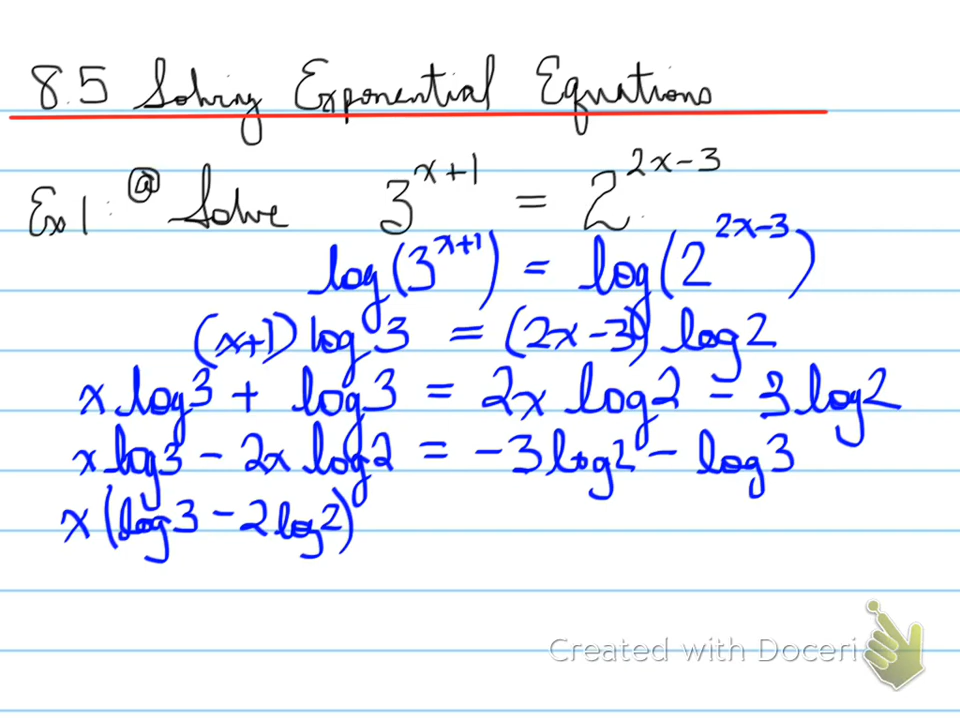 8.5 Solving Exponential Equations
Ex 1: ⓐ Solve 3^{x+1} = 2^{2x-3}
log(3^{x+1}) = log(2^{2x-3})
(x+1) log 3 = (2x-3) log 2
x log 3 + log 3 = 2x log 2 = 3 log 2
x log 3 - 2x log 2 = -3 log 2 - log 3
x (log 3 - 2 log 2)
Created with Doceri